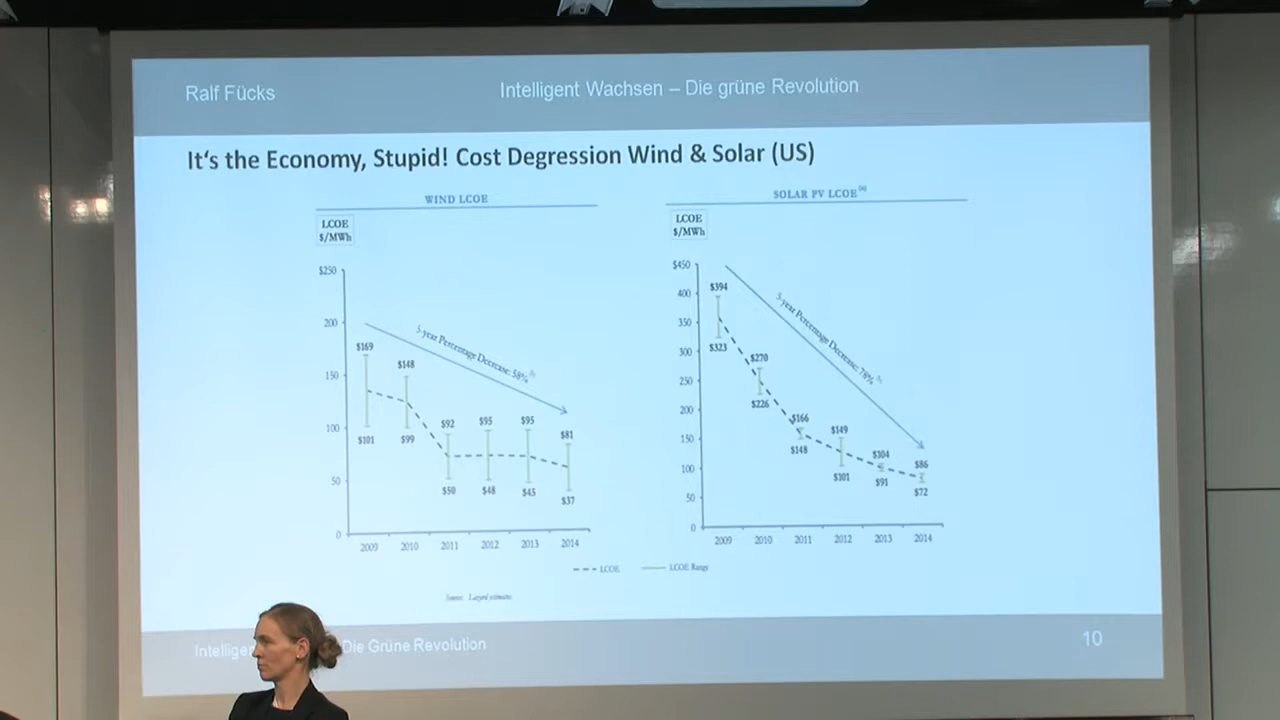 Ralf Fücks
Intelligent Wachsen – Die grüne Revolution
It's the Economy, Stupid! Cost Degression Wind & Solar (US)
WIND LCOE
LCOE
$/MWh
$250
200
150
100
50
0
$169
$101
$148
$99
$92
$50
$95
$48
$95
$45
$81
$37
5-year Percentage Decrease: 58%
2009 2010 2011 2012 2013 2014
SOLAR PV LCOE
LCOE
$/MWh
$450
400
350
300
250
200
150
100
50
0
$394
$323
$270
$226
$166
$148
$149
$101
$104
$91
$86
$72
5-year Percentage Decrease: 78%
2009 2010 2011 2012 2013 2014
LCOE LCOE Range
Source: Lazard estimates.
Die Grüne Revolution
10